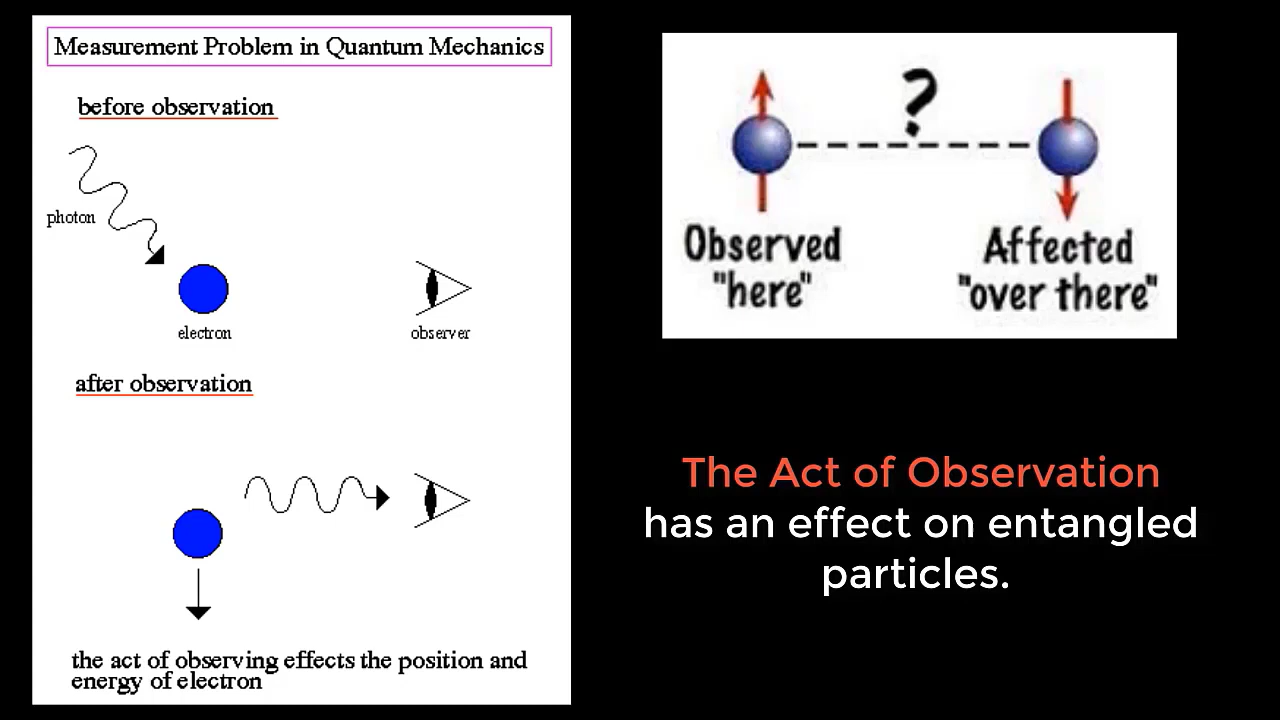 Measurement Problem in Quantum Mechanics
before observation
photon
electron
observer
after observation
the act of observing effects the position and
energy of electron
?
Observed
"here"
Affected
"over there"
The Act of Observation
has an effect on entangled
particles.